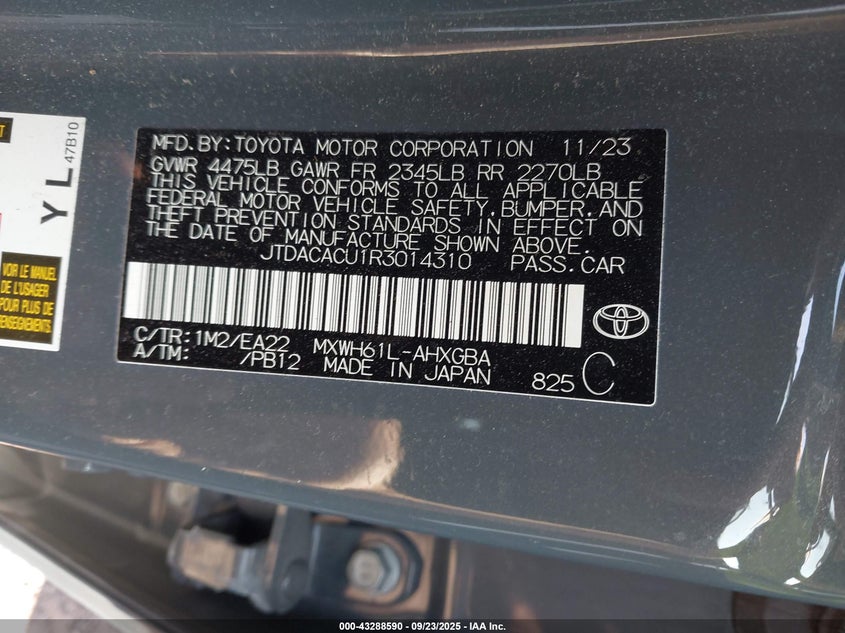 MFD.BY:TOYOTA MOTOR CORPORATION 11/23
GVWR 4475LB GAWR FR 2345LB RR 2270LB
THIS VEHICLE CONFORMS TO ALL APPLICABLE
FEDERAL MOTOR VEHICLE SAFETY,BUMPER,AND
THEFT PREVENTION STANDARDS IN EFFECT ON
THE DATE OF MANUFACTURE SHOWN ABOVE.
JTDACACU1R3014310 PASS.CAR
C/TR:1M2/EA22 MXWH61L-AHXGBA
A/TM: /PB12 MADE IN JAPAN 825 C
YL
47B10
VOIR LE MANUEL
DE L'USAGER
POUR PLUS DE
RENSEIGNEMENTS
000-43288590 - 09/23/2025 - IAA Inc.